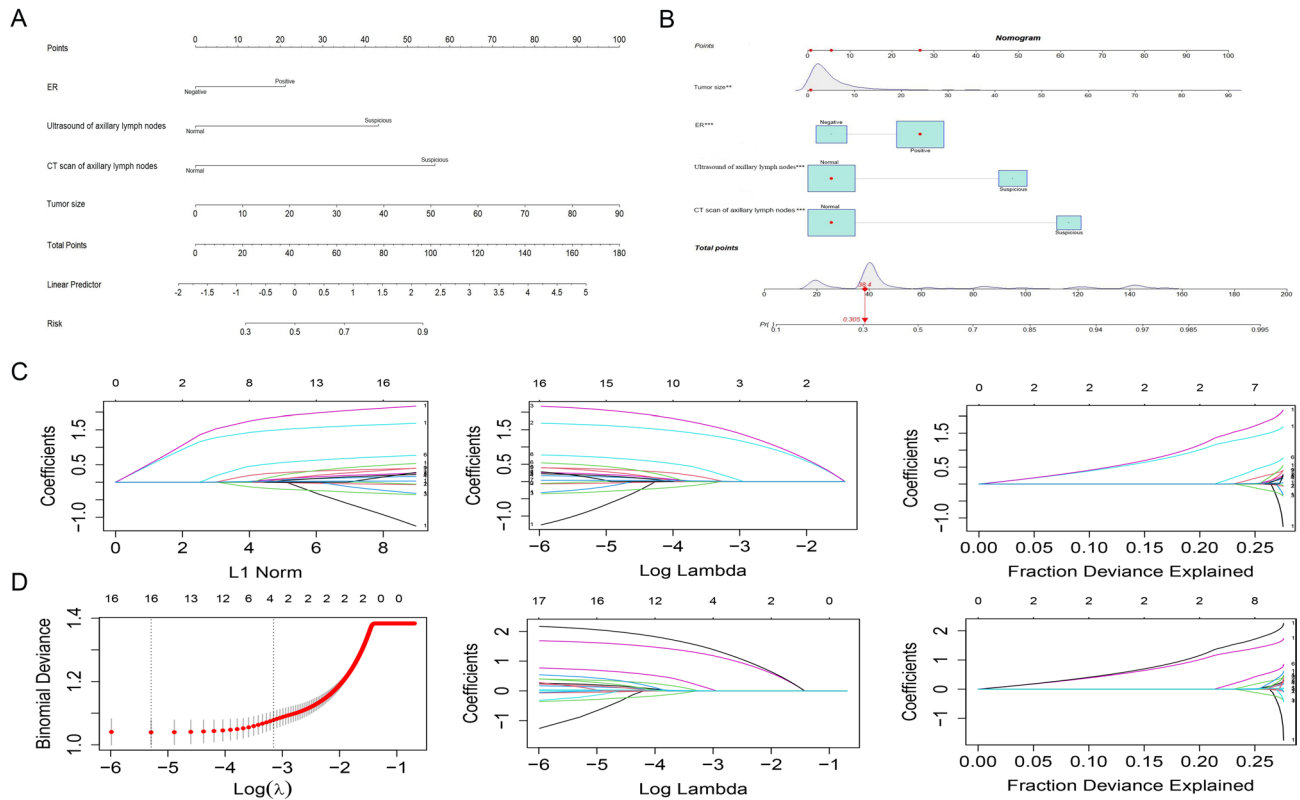 A
Points
0 10 20 30 40 50 60 70 80 90 100
ER
Positive
Negative
Ultrasound of axillary lymph nodes
Suspicious
Normal
CT scan of axillary lymph nodes
Suspicious
Normal
Tumor size
0 10 20 30 40 50 60 70 80 90
Total Points
0 20 40 60 80 100 120 140 160 180
Linear Predictor
-2 -1.5 -1 -0.5 0 0.5 1 1.5 2 2.5 3 3.5 4 4.5 5
Risk
0.3 0.5 0.7 0.9
B
Nomogram
Points
0 10 20 30 40 50 60 70 80 90 100
Tumor size**
0 10 20 30 40 50 60 70 80 90
ER***
Negative
Positive
Ultrasound of axillary lymph nodes***
Normal
Suspicious
CT scan of axillary lymph nodes***
Normal
Suspicious
Total points
38.4
0 20 40 60 80 100 120 140 160 180 200
0.305
Pr( )
0.1 0.3 0.5 0.7 0.85 0.94 0.97 0.985 0.995
C
0 2 8 13 16
Coefficients
-1.0 0.5 1.5
0 2 4 6 8
L1 Norm
16 15 10 3 2
Coefficients
-1.0 0.5 1.5
-6 -5 -4 -3 -2
Log Lambda
0 2 2 2 2 7
Coefficients
-1.0 0.5 1.5
0.00 0.05 0.10 0.15 0.20 0.25
Fraction Deviance Explained
D
16 16 13 12 6 4 2 2 2 2 0 0
Binomial Deviance
1.0 1.2 1.4
-6 -5 -4 -3 -2 -1
Log(λ)
17 16 12 4 2 0
Coefficients
-1 0 1 2
-6 -5 -4 -3 -2 -1
Log Lambda
0 2 2 2 2 8
Coefficients
-1 0 1 2
0.00 0.05 0.10 0.15 0.20 0.25
Fraction Deviance Explained